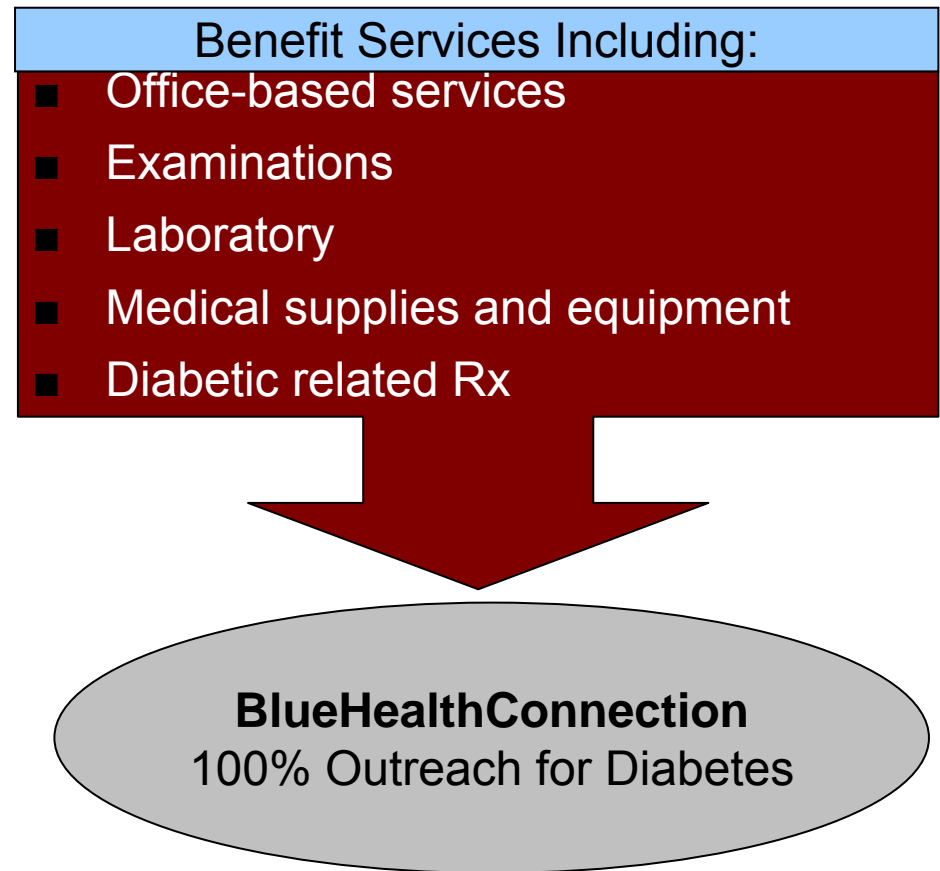 Benefit Services Including:
■ Office-based services
■ Examinations
■ Laboratory
■ Medical supplies and equipment
■ Diabetic related Rx
BlueHealthConnection
100% Outreach for Diabetes